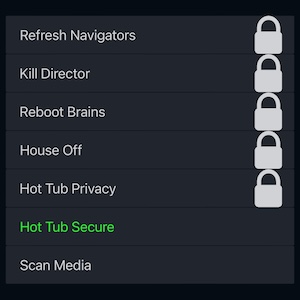 Refresh Navigators
Kill Director
Reboot Brains
House Off
Hot Tub Privacy
Hot Tub Secure
Scan Media